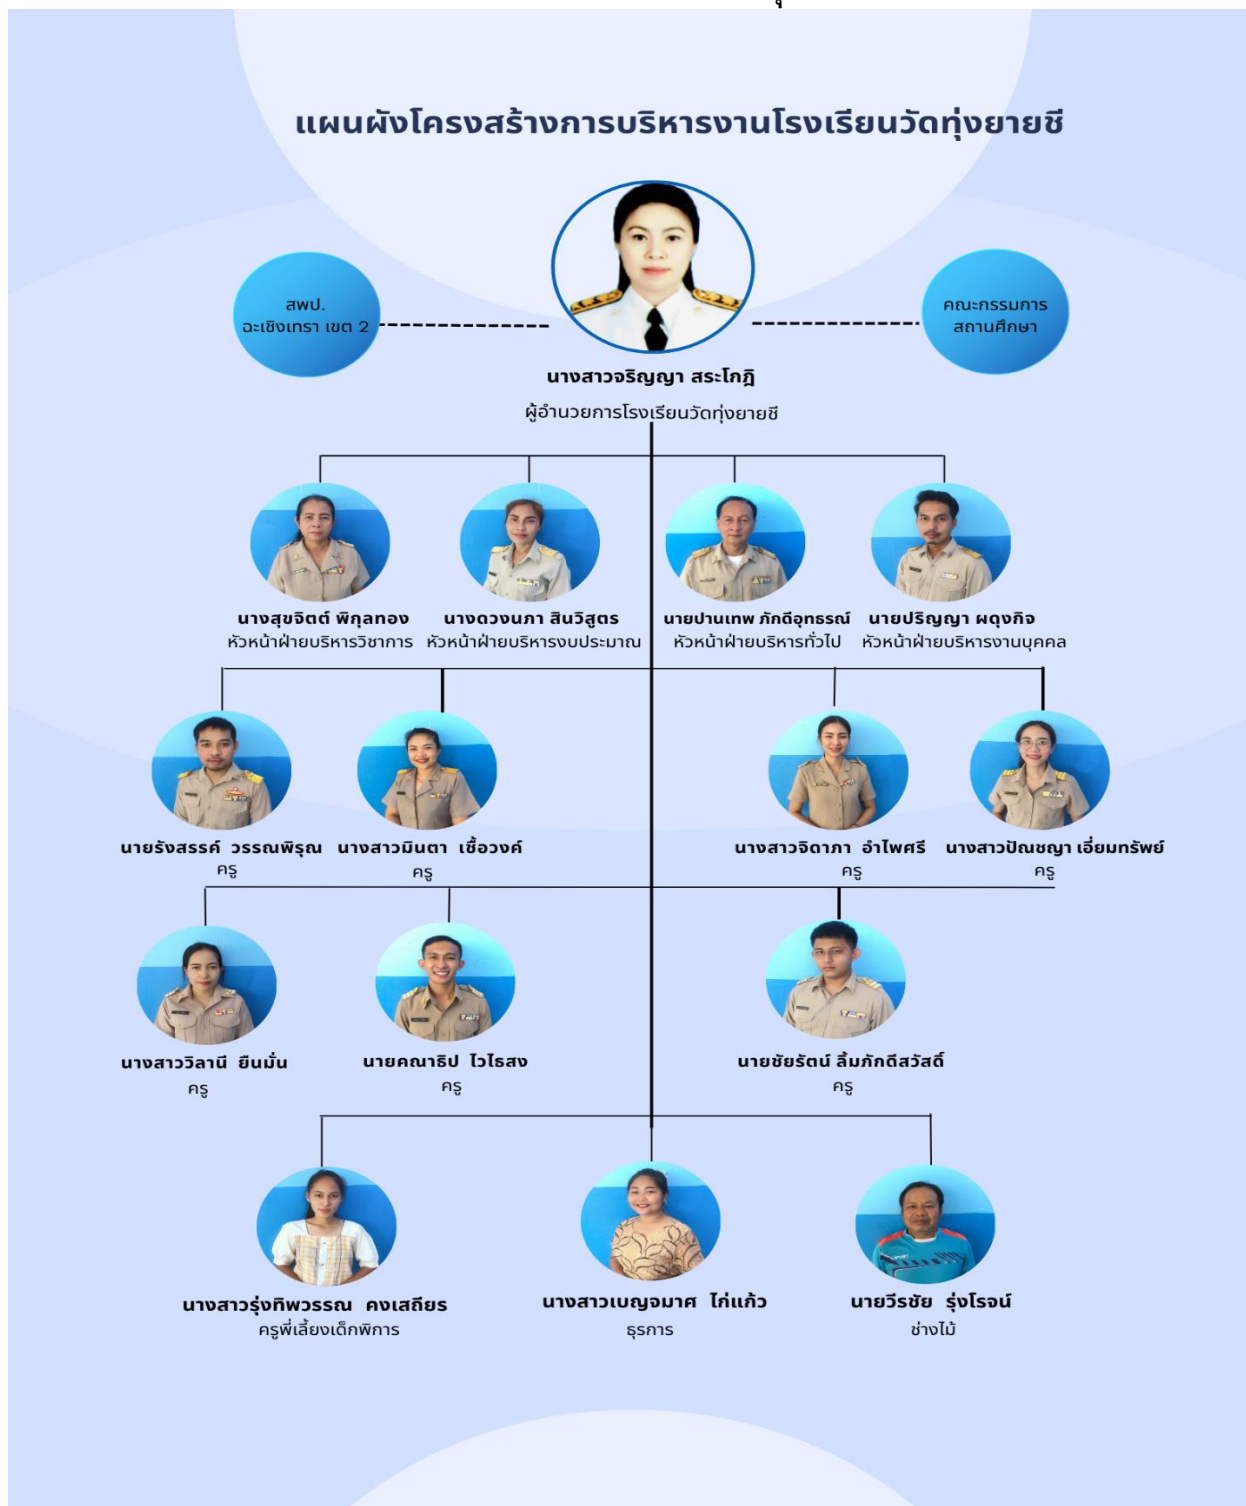 แผนผังโครงสร้างการบริหารงานโรงเรียนวัดทุ่งยายชี
สพป.
ฉะเชิงเทรา เขต 2
คณะกรรมการ
สถานศึกษา
นางสาวจริญญา สระโกฎิ
ผู้อำนวยการโรงเรียนวัดทุ่งยายชี
นางสุขจิตต์ พิกุลทอง
หัวหน้าฝ่ายบริหารวิชาการ
นางดวงนภา สินวิสูตร
หัวหน้าฝ่ายบริหารงบประมาณ
นายปานเทพ ภักดีอุทธรณ์
หัวหน้าฝ่ายบริหารทั่วไป
นายปริญญา ผดุงกิจ
หัวหน้าฝ่ายบริหารงานบุคคล
นายรังสรรค์ วรรณพิรุณ
ครู
นางสาวมินตา เชื้อวงค์
ครู
นางสาวจิดาภา อำไพศรี
ครู
นางสาวปัณชญา เอี่ยมทรัพย์
ครู
นางสาววิลานี ยืนมั่น
ครู
นายคณาธิป ไวไธสง
ครู
นายชัยรัตน์ ลิ้มภักดีสวัสดิ์
ครู
นางสาวรุ่งทิพวรรณ คงเสถียร
ครูพี่เลี้ยงเด็กพิการ
นางสาวเบญจมาศ ไก่แก้ว
ธุรการ
นายวีรชัย รุ่งโรจน์
ช่างไม้